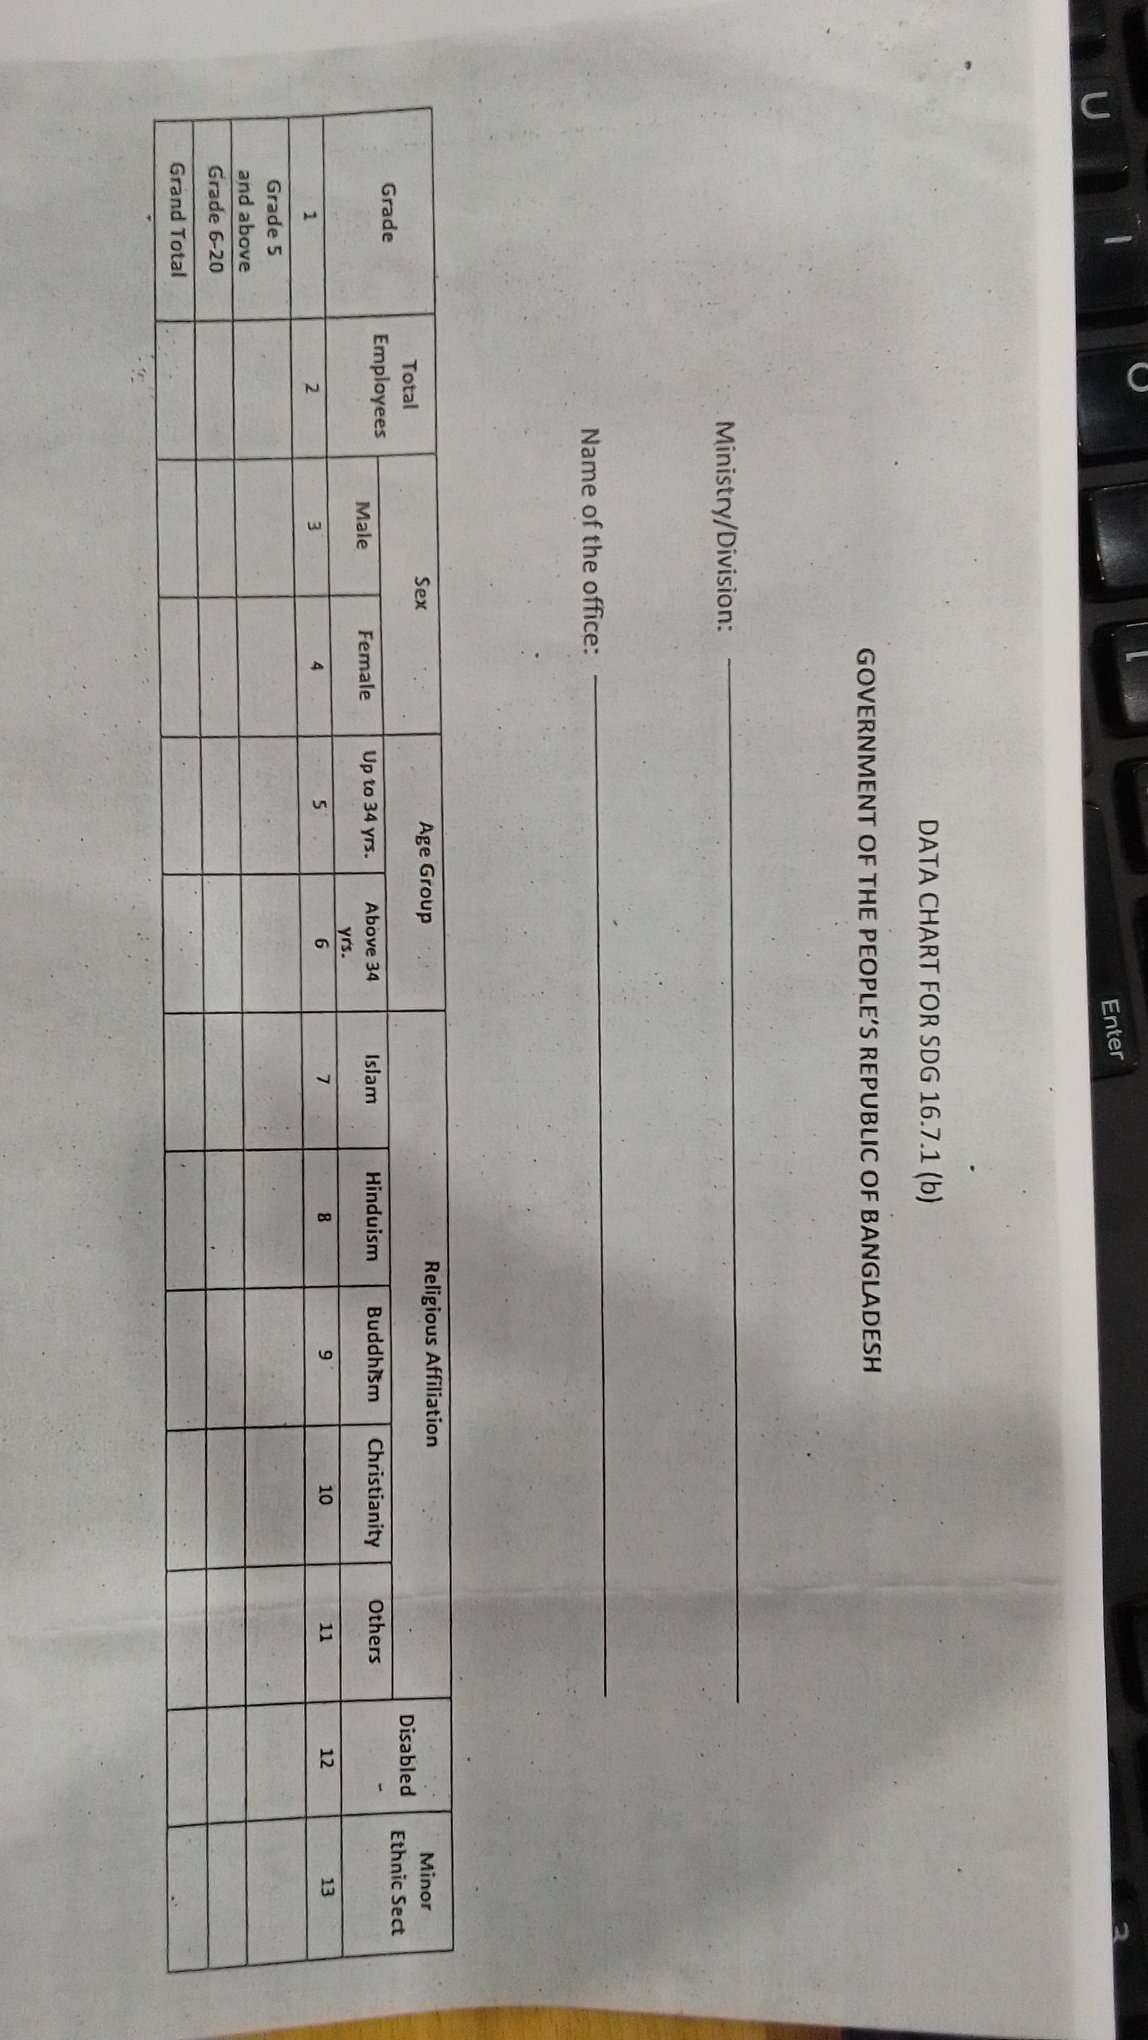 DATA CHART FOR SDG 16.7.1 (b)
GOVERNMENT OF THE PEOPLE'S REPUBLIC OF BANGLADESH
Ministry/Division:
Name of the office:
Grade Total Employees Sex Age Group Religious Affiliation Disabled Minor Ethnic Sect
Male Female Up to 34 yrs. Above 34 yrs. Islam Hinduism Buddhism Christianity Others
1 2 3 4 5 6 7 8 9 10 11 12 13
Grade 5
and above
Grade 6-20
Grand Total
U
I
O
[
Enter
3